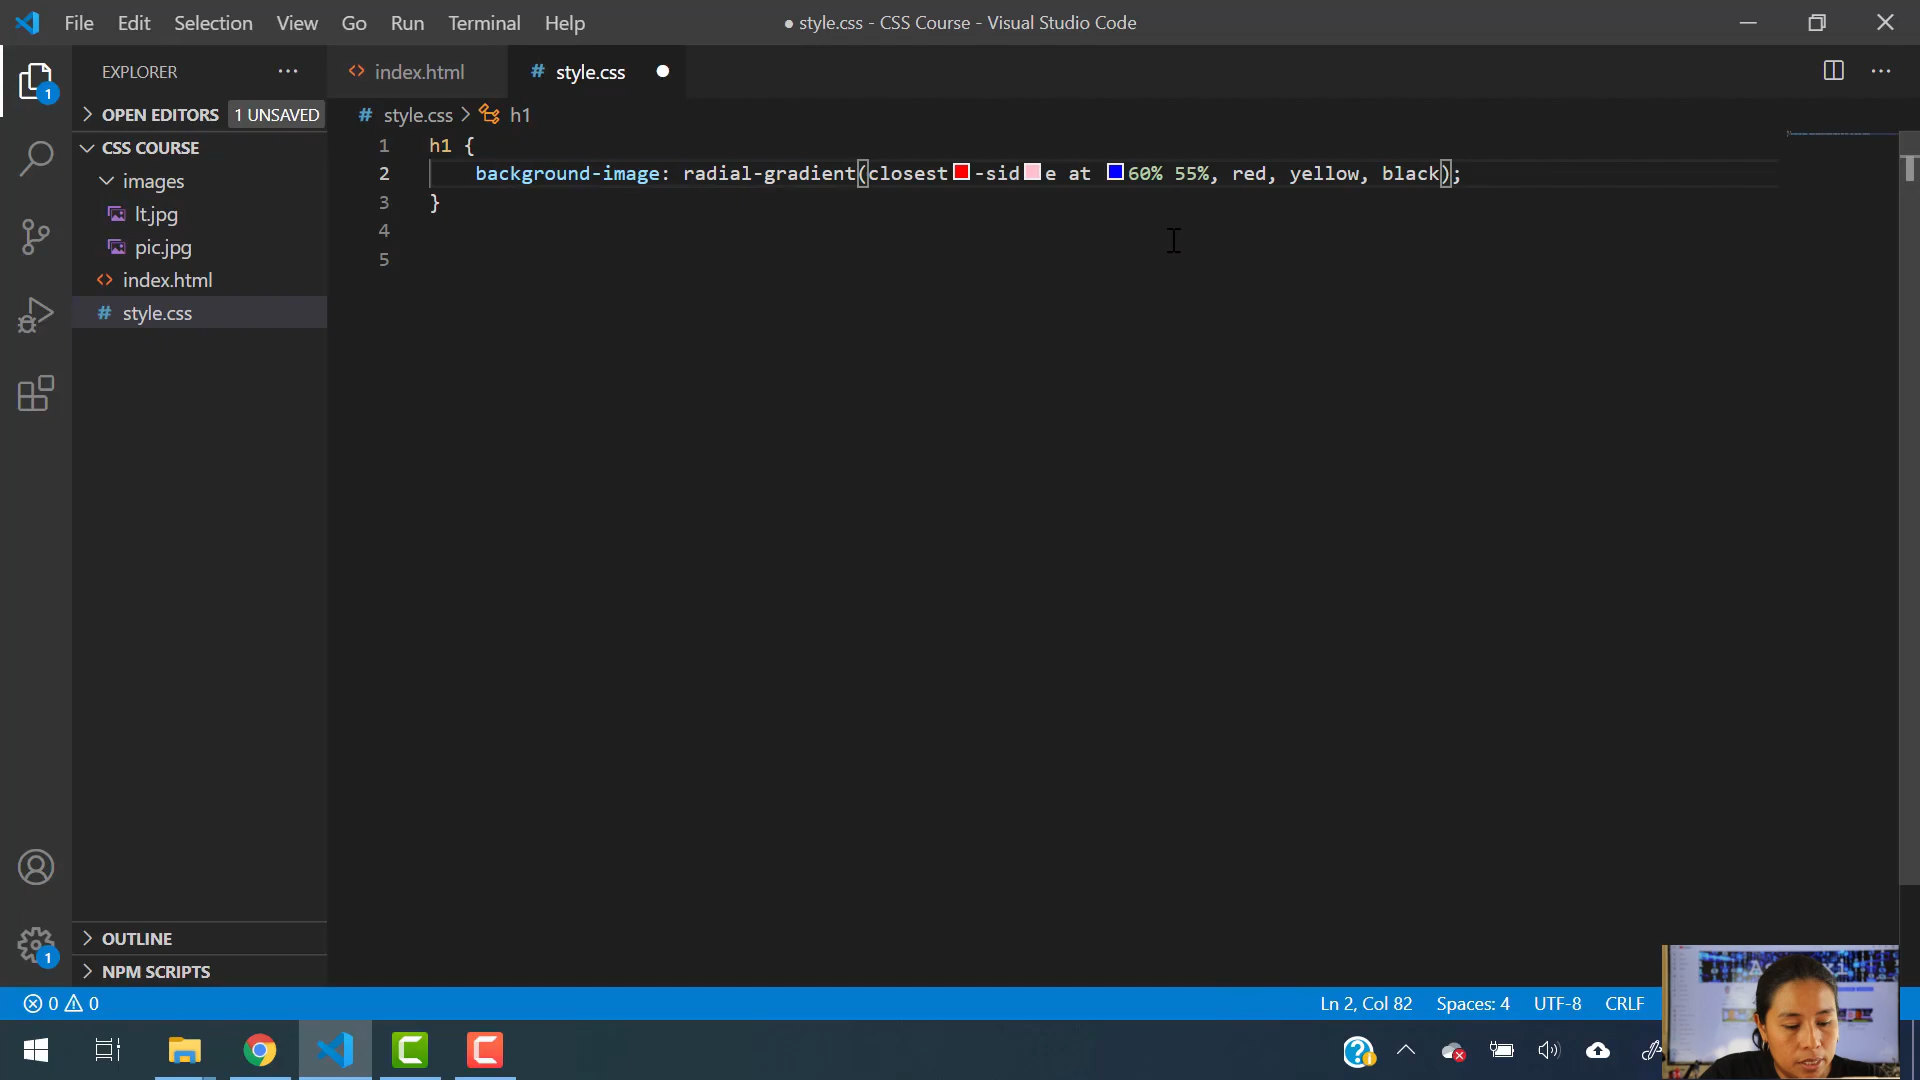 File Edit Selection View Go Run Terminal Help
● style.css - CSS Course - Visual Studio Code
EXPLORER
index.html
style.css
OPEN EDITORS 1 UNSAVED
style.css > h1
CSS COURSE
images
lt.jpg
pic.jpg
index.html
style.css
1 h1 {
2 background-image: radial-gradient(closest-side at 60% 55%, red, yellow, black);
3 }
4
5
1
OUTLINE
1
NPM SCRIPTS
0 0
Ln 2, Col 82 Spaces: 4 UTF-8 CRLF